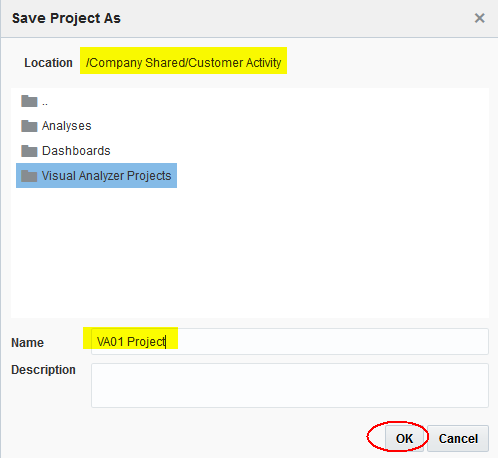 Save Project As
Location /Company Shared/Customer Activity
..
Analyses
Dashboards
Visual Analyzer Projects
Name VA01 Project
Description
OK Cancel